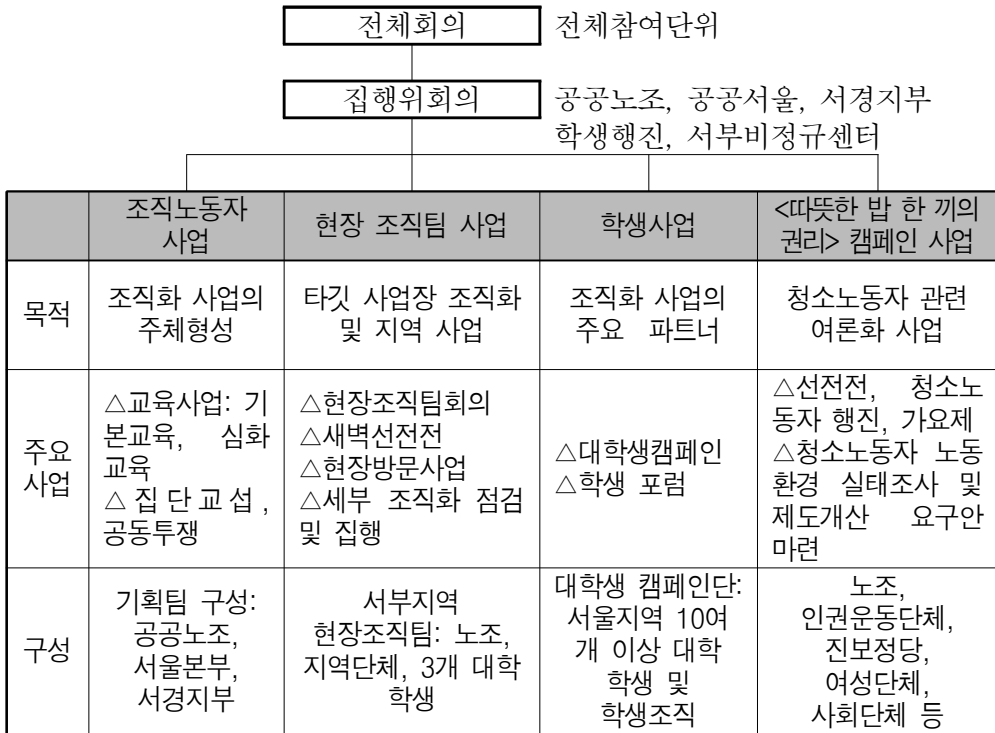 전체회의 전체참여단위
집행위회의 공공노조, 공공서울, 서경지부
학생행진, 서부비정규센터
조직노동자
사업
현장 조직팀 사업
학생사업
<따뜻한 밥 한 끼의
권리> 캠페인 사업
목적
조직화 사업의
주체형성
타깃 사업장 조직화
및 지역 사업
조직화 사업의
주요 파트너
청소노동자 관련
여론화 사업
주요
사업
△교육사업: 기
본교육, 심화
교육
△집단교섭,
공동투쟁
△현장조직팀회의
△새벽선전전
△현장방문사업
△세부 조직화 점검
및 집행
△대학생캠페인
△학생 포럼
△선전전, 청소노
동자 행진, 가요제
△청소노동자 노동
환경 실태조사 및
제도개산 요구안
마련
구성
기획팀 구성:
공공노조,
서울본부,
서경지부
서부지역
현장조직팀: 노조,
지역단체, 3개 대학
학생
대학생 캠페인단:
서울지역 10여
개 이상 대학
학생 및
학생조직
노조,
인권운동단체,
진보정당,
여성단체,
사회단체 등